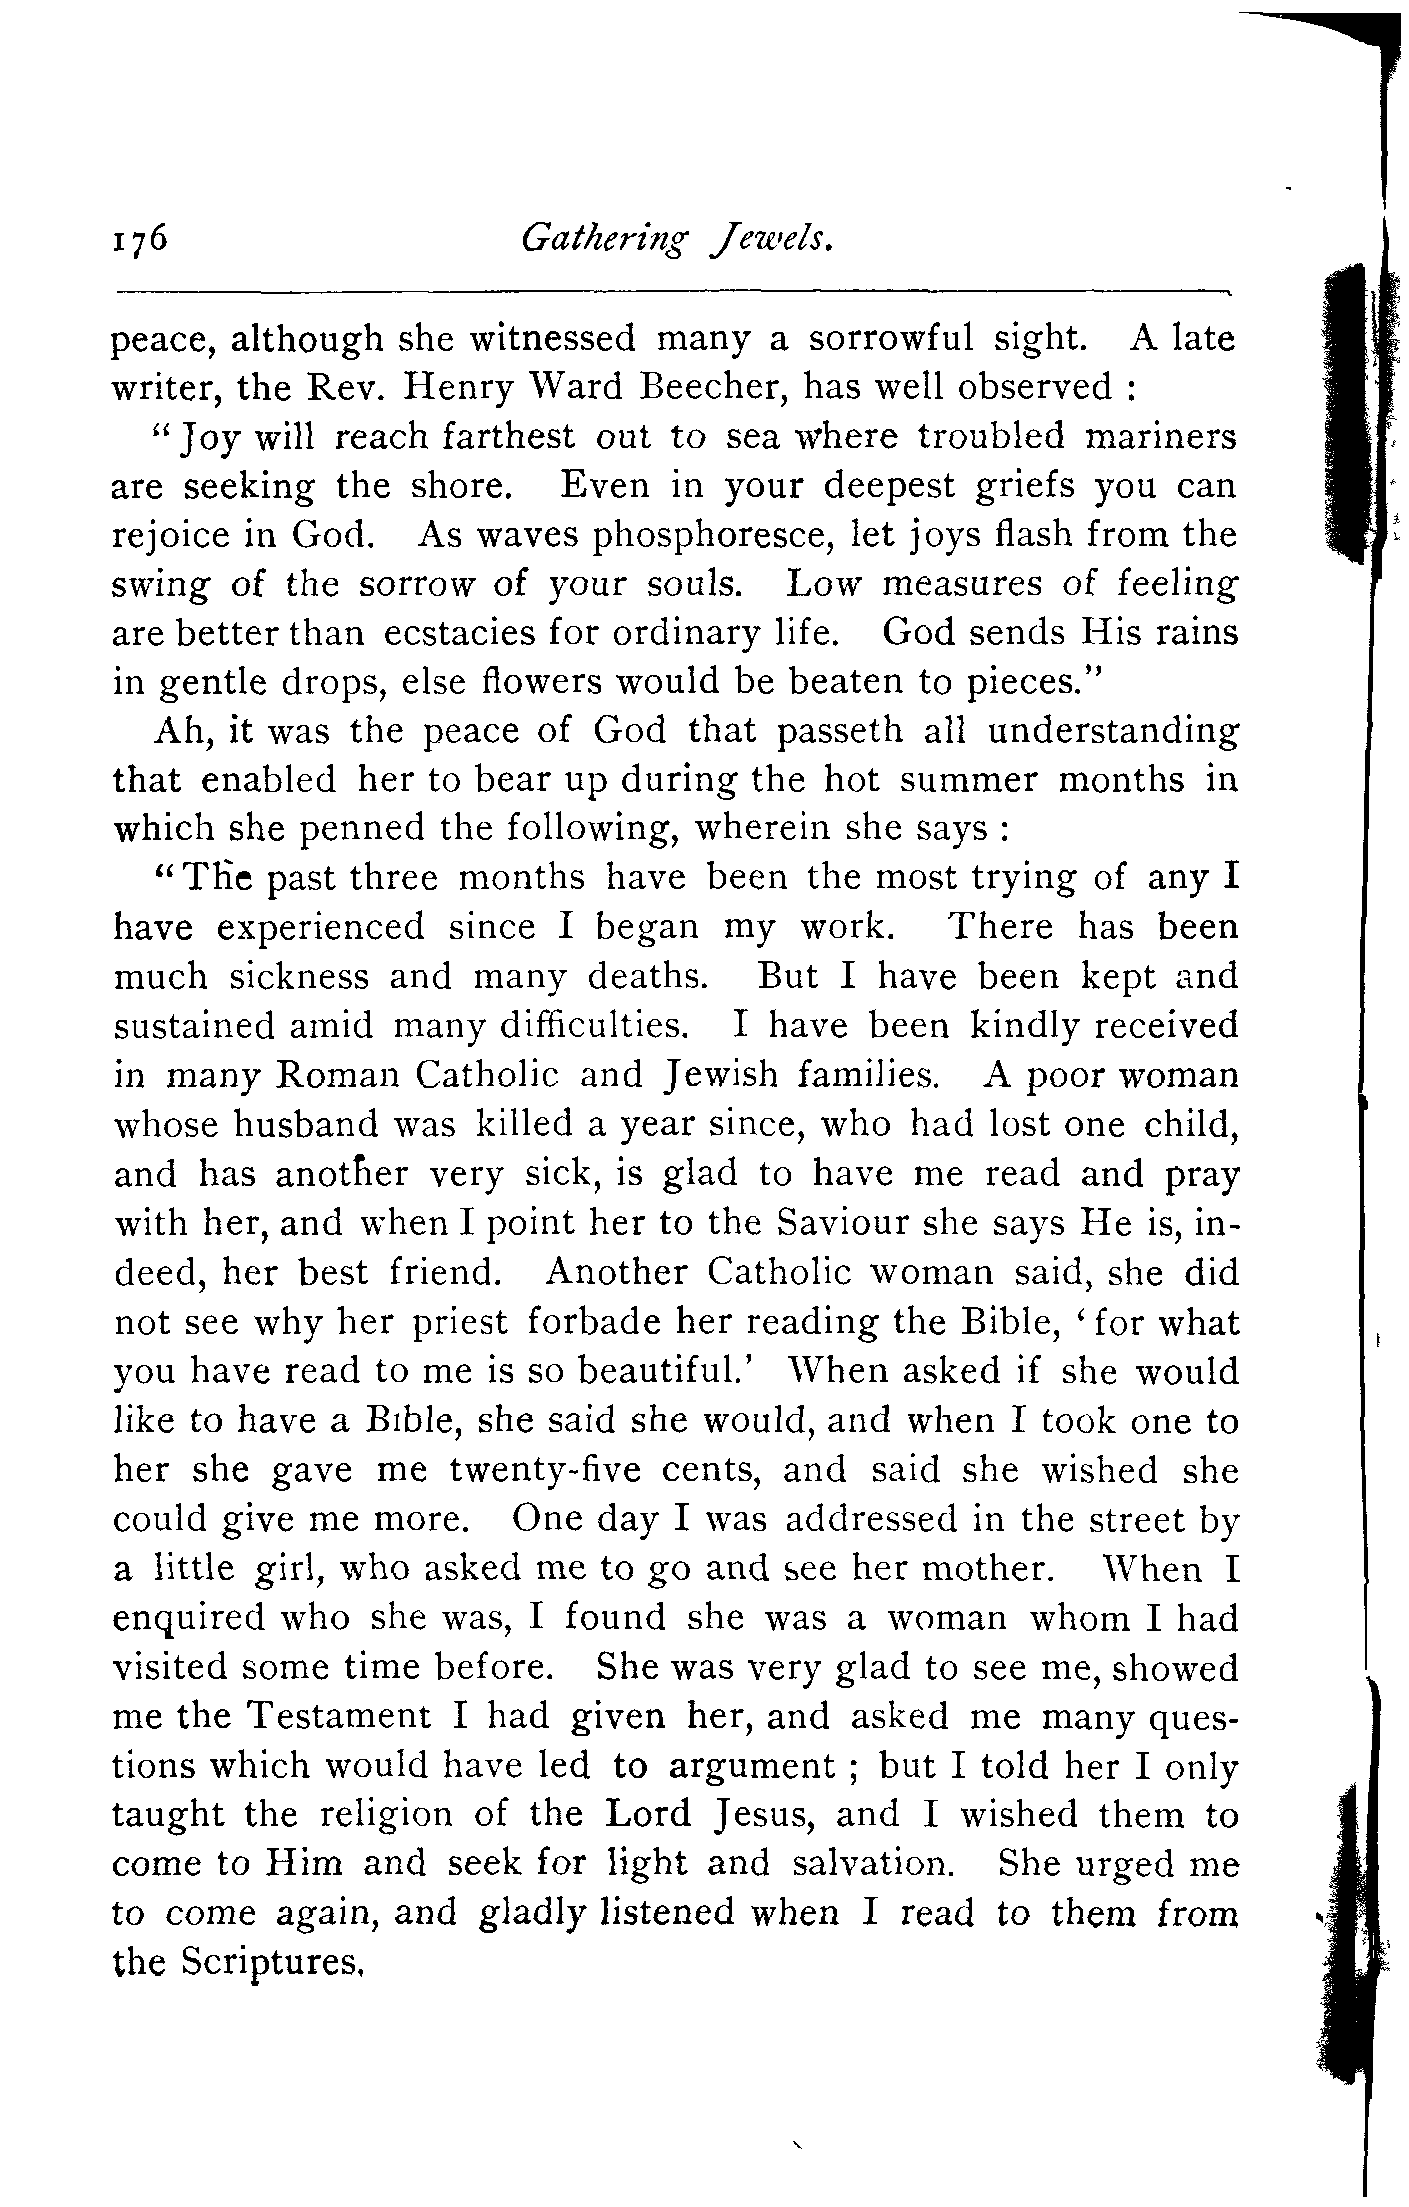 176 Gathering Jewels.
peace, although she witnessed many a sorrowful sight. A late
writer, the Rev. Henry Ward Beecher, has well observed :
“ Joy will reach farthest out to sea where troubled mariners
are seeking the shore. Even in your deepest griefs you can
rejoice in God. As waves phosphoresce, let joys flash from the
swing of the sorrow of your souls. Low measures of feeling
are better than ecstacies for ordinary life. God sends His rains
in gentle drops, else flowers would be beaten to pieces.”
Ah, it was the peace of God that passeth all understanding
that enabled her to bear up during the hot summer months in
which she penned the following, wherein she says :
“ The past three months have been the most trying of any I
have experienced since I began my work. There has been
much sickness and many deaths. But I have been kept and
sustained amid many difficulties. I have been kindly received
in many Roman Catholic and Jewish families. A poor woman
whose husband was killed a year since, who had lost one child,
and has another very sick, is glad to have me read and pray
with her, and when I point her to the Saviour she says He is, in-
deed, her best friend. Another Catholic woman said, she did
not see why her priest forbade her reading the Bible, ‘ for what
you have read to me is so beautiful.’ When asked if she would
like to have a Bible, she said she would, and when I took one to
her she gave me twenty-five cents, and said she wished she
could give me more. One day I was addressed in the street by
a little girl, who asked me to go and see her mother. When I
enquired who she was, I found she was a woman whom I had
visited some time before. She was very glad to see me, showed
me the Testament I had given her, and asked me many ques-
tions which would have led to argument ; but I told her I only
taught the religion of the Lord Jesus, and I wished them to
come to Him and seek for light and salvation. She urged me
to come again, and gladly listened when I read to them from
the Scriptures.